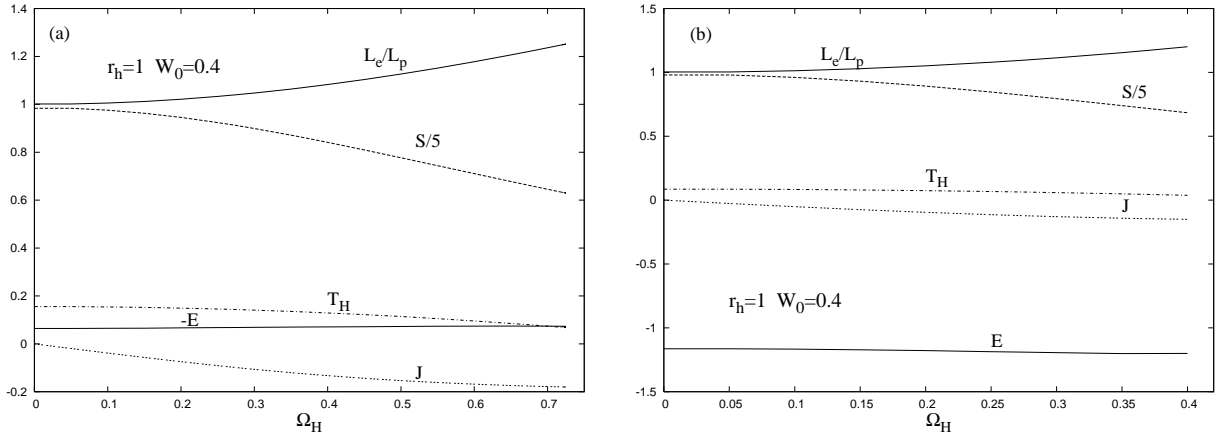 (a)
1.4
1.2
1
0.8
0.6
0.4
0.2
0
-0.2
r_h=1 W_0=0.4
L_e/L_p
S/5
T_H
-E
J
0 0.1 0.2 0.3 0.4 0.5 0.6 0.7
Ω_H
(b)
1.5
1
0.5
0
-0.5
-1
-1.5
L_e/L_p
S/5
T_H
J
r_h=1 W_0=0.4
E
0 0.05 0.1 0.15 0.2 0.25 0.3 0.35 0.4
Ω_H